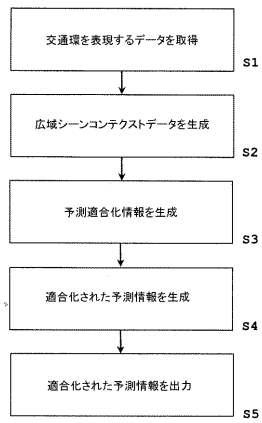 交通環を表現するデータを取得
S1
広域シーンコンテクストデータを生成
S2
予測適合化情報を生成
S3
適合化された予測情報を生成
S4
適合化された予測情報を出力
S5